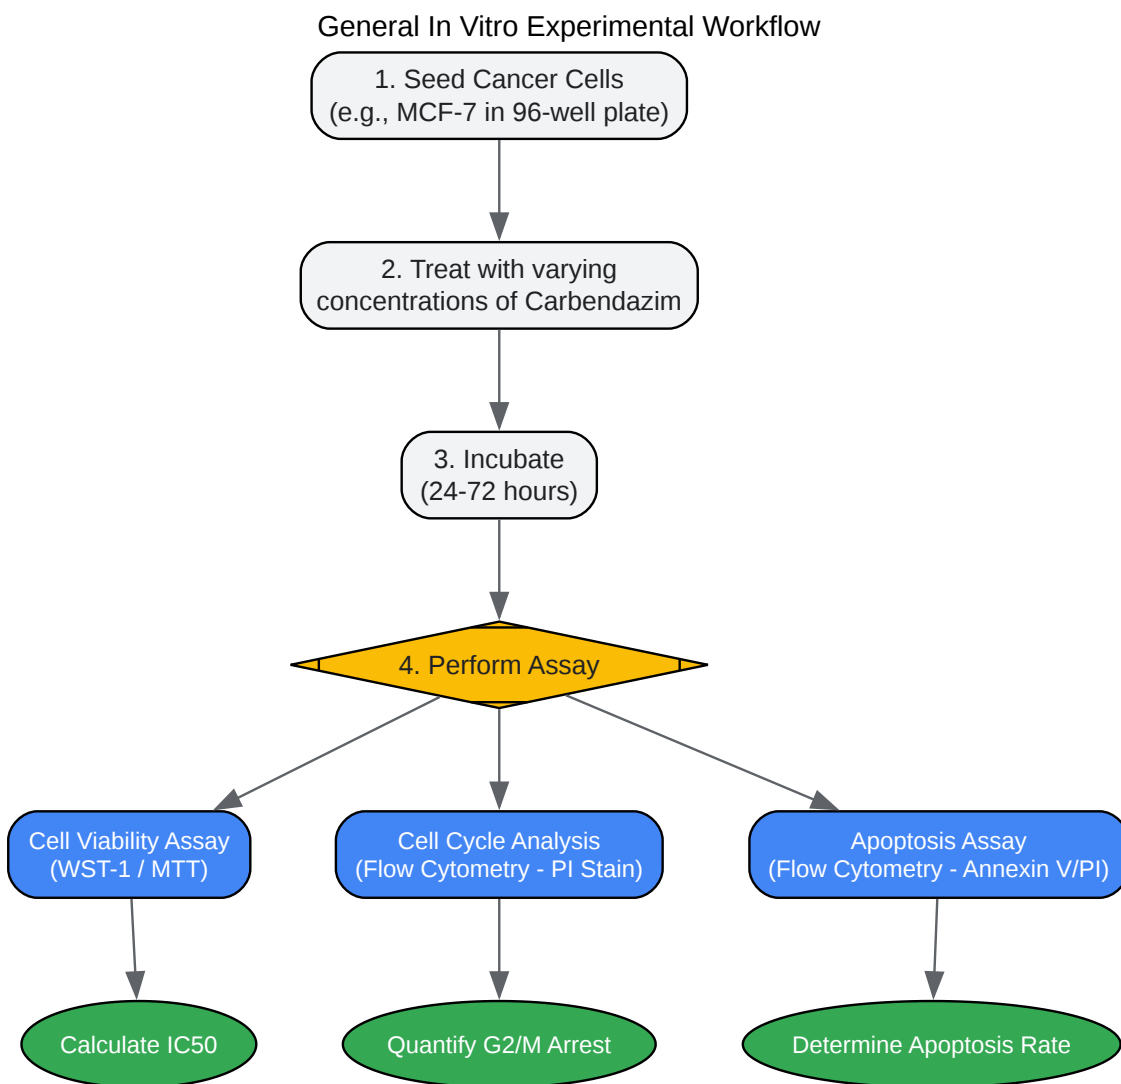 General In Vitro Experimental Workflow
1. Seed Cancer Cells
(e.g., MCF-7 in 96-well plate)
2. Treat with varying
concentrations of Carbendazim
3. Incubate
(24-72 hours)
4. Perform Assay
Cell Viability Assay
(WST-1 / MTT)
Cell Cycle Analysis
(Flow Cytometry - PI Stain)
Apoptosis Assay
(Flow Cytometry - Annexin V/PI)
Calculate IC50
Quantify G2/M Arrest
Determine Apoptosis Rate